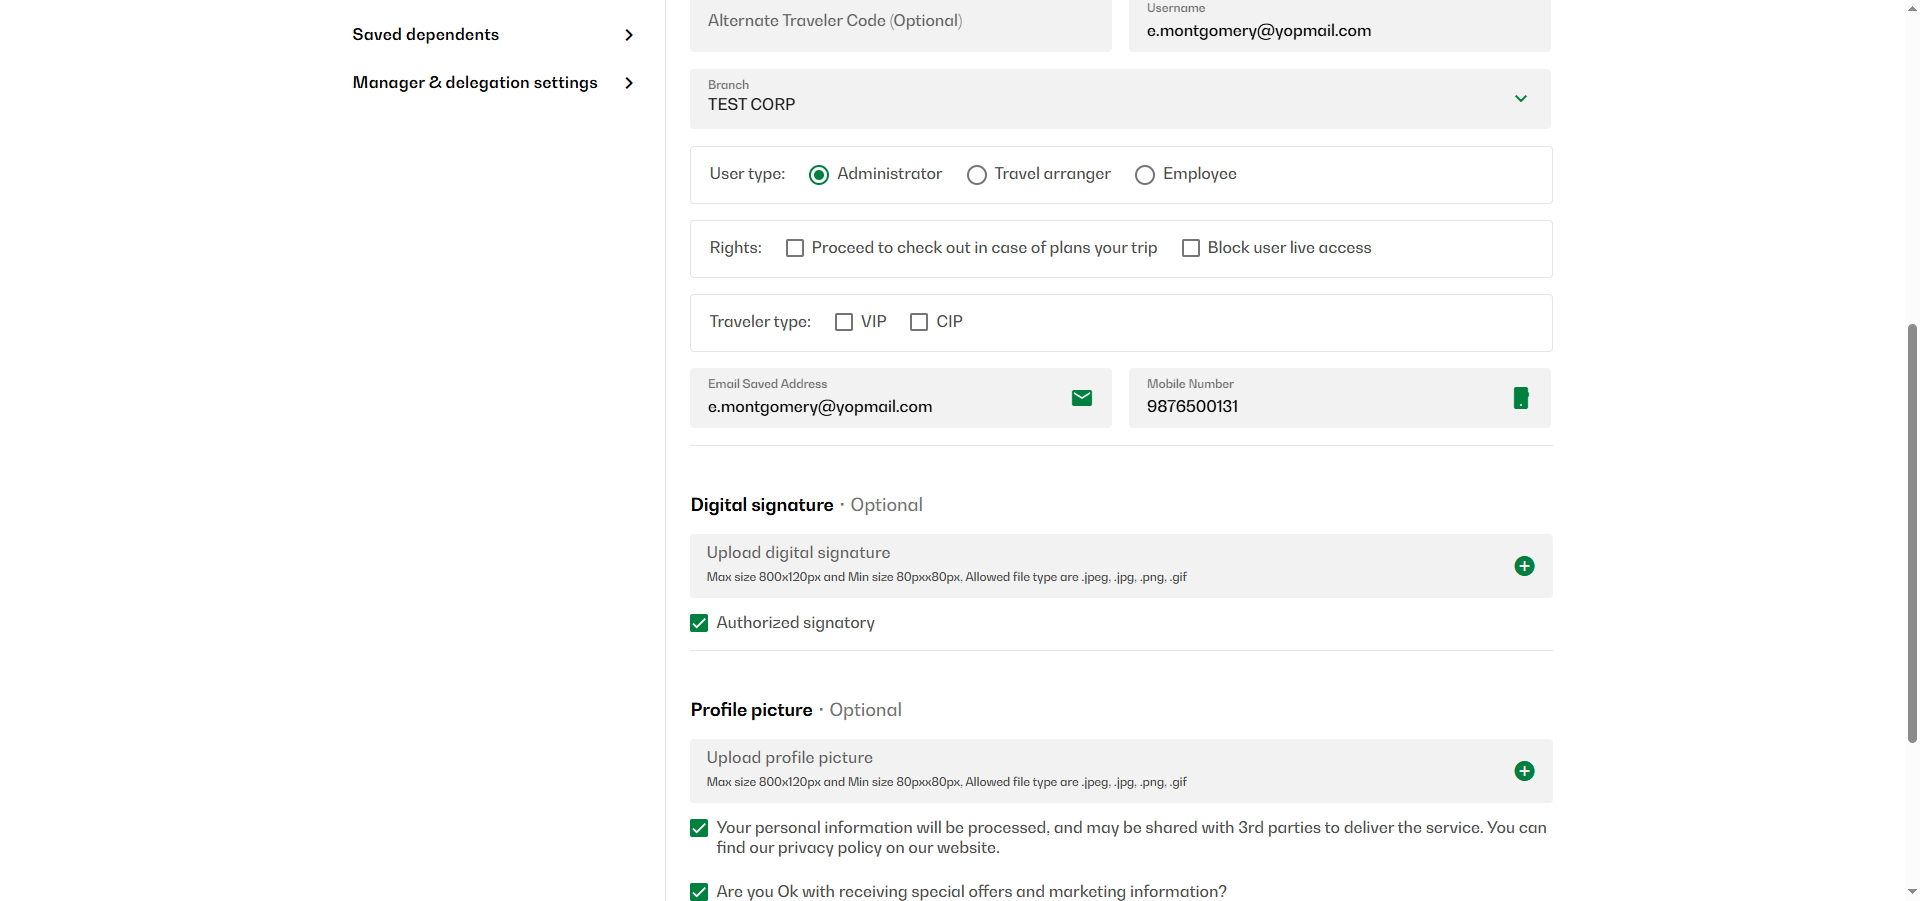 Saved dependents
Manager & delegation settings
Alternate Traveler Code (Optional)
Username
e.montgomery@yopmail.com
Branch
TEST CORP
User type: Administrator Travel arranger Employee
Rights: Proceed to check out in case of plans your trip Block user live access
Traveler type: VIP CIP
Email Saved Address
e.montgomery@yopmail.com
Mobile Number
9876500131
Digital signature · Optional
Upload digital signature
Max size 800x120px and Min size 80pxx80px, Allowed file type are .jpeg, .jpg, .png, .gif
Authorized signatory
Profile picture · Optional
Upload profile picture
Max size 800x120px and Min size 80pxx80px, Allowed file type are .jpeg, .jpg, .png, .gif
Your personal information will be processed, and may be shared with 3rd parties to deliver the service. You can
find our privacy policy on our website.
Are you Ok with receiving special offers and marketing information?